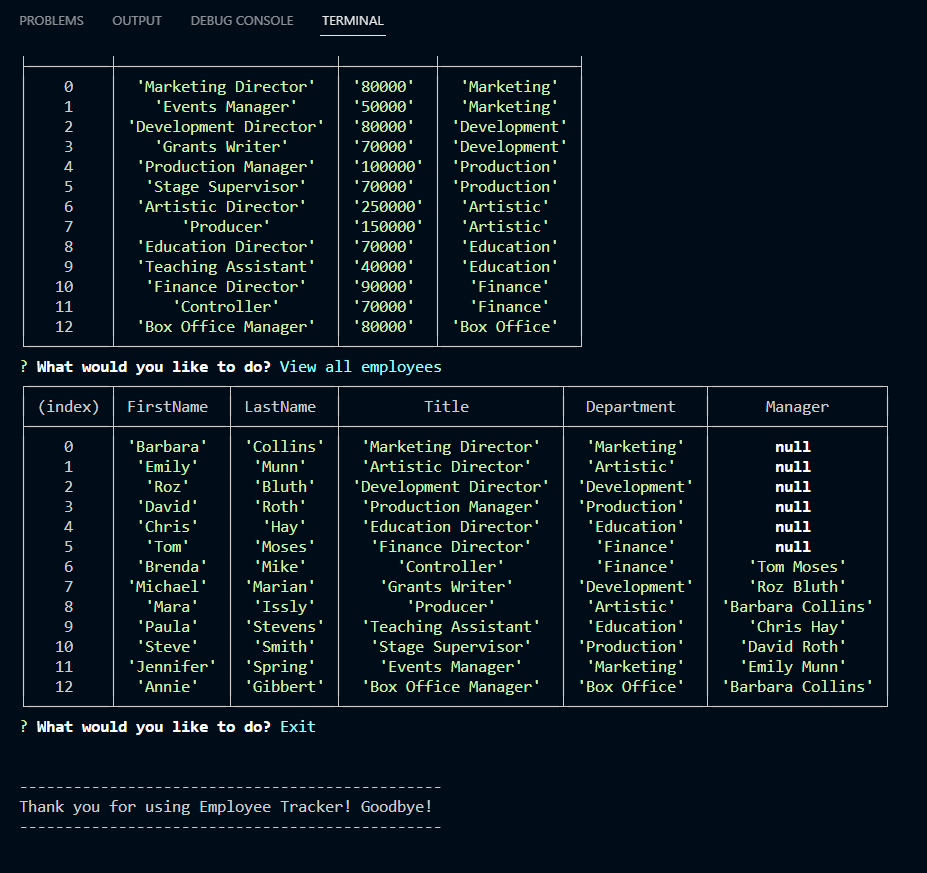 PROBLEMS OUTPUT DEBUG CONSOLE TERMINAL
0 'Marketing Director' '80000' 'Marketing'
1 'Events Manager' '50000' 'Marketing'
2 'Development Director' '80000' 'Development'
3 'Grants Writer' '70000' 'Development'
4 'Production Manager' '100000' 'Production'
5 'Stage Supervisor' '70000' 'Production'
6 'Artistic Director' '250000' 'Artistic'
7 'Producer' '150000' 'Artistic'
8 'Education Director' '70000' 'Education'
9 'Teaching Assistant' '40000' 'Education'
10 'Finance Director' '90000' 'Finance'
11 'Controller' '70000' 'Finance'
12 'Box Office Manager' '80000' 'Box Office'
? What would you like to do? View all employees
(index) FirstName LastName Title Department Manager
0 'Barbara' 'Collins' 'Marketing Director' 'Marketing' null
1 'Emily' 'Munn' 'Artistic Director' 'Artistic' null
2 'Roz' 'Bluth' 'Development Director' 'Development' null
3 'David' 'Roth' 'Production Manager' 'Production' null
4 'Chris' 'Hay' 'Education Director' 'Education' null
5 'Tom' 'Moses' 'Finance Director' 'Finance' null
6 'Brenda' 'Mike' 'Controller' 'Finance' 'Tom Moses'
7 'Michael' 'Marian' 'Grants Writer' 'Development' 'Roz Bluth'
8 'Mara' 'Issly' 'Producer' 'Artistic' 'Barbara Collins'
9 'Paula' 'Stevens' 'Teaching Assistant' 'Education' 'Chris Hay'
10 'Steve' 'Smith' 'Stage Supervisor' 'Production' 'David Roth'
11 'Jennifer' 'Spring' 'Events Manager' 'Marketing' 'Emily Munn'
12 'Annie' 'Gibbert' 'Box Office Manager' 'Box Office' 'Barbara Collins'
? What would you like to do? Exit
-----------------------------------------------
Thank you for using Employee Tracker! Goodbye!
-----------------------------------------------